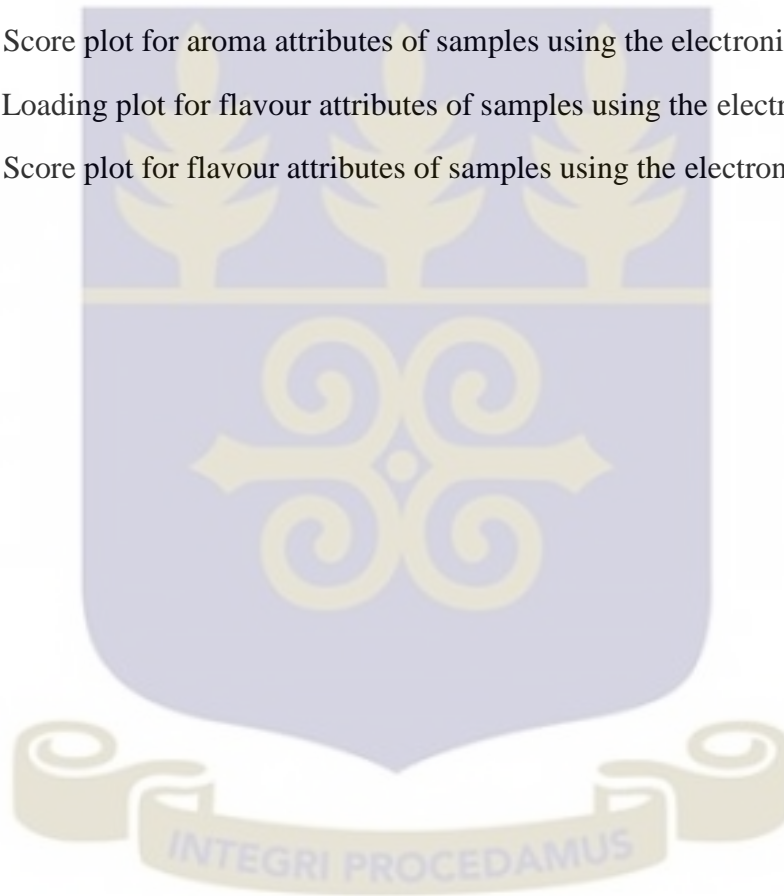 Score plot for aroma attributes of samples using the electroni
Loading plot for flavour attributes of samples using the electr
Score plot for flavour attributes of samples using the electron
INTEGRI PROCEDAMUS